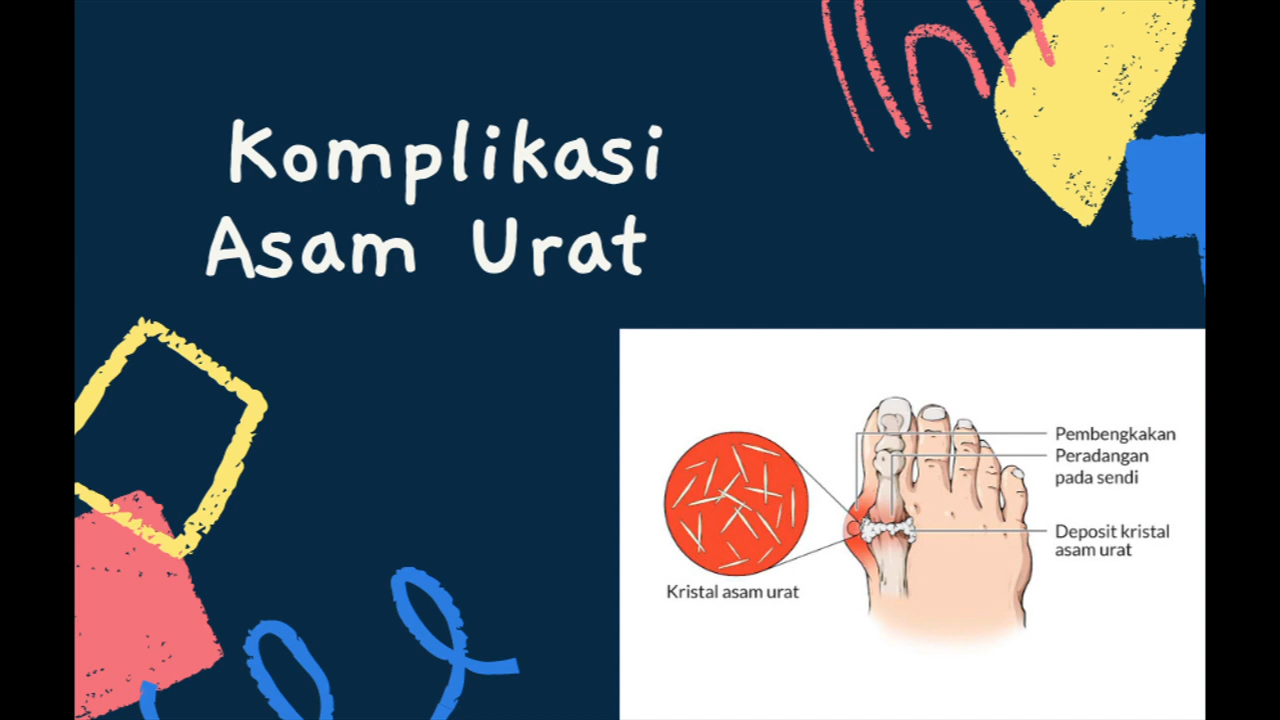 Komplikasi
Asam Urat
Pembengkakan
Peradangan
pada sendi
Deposit kristal
asam urat
Kristal asam urat